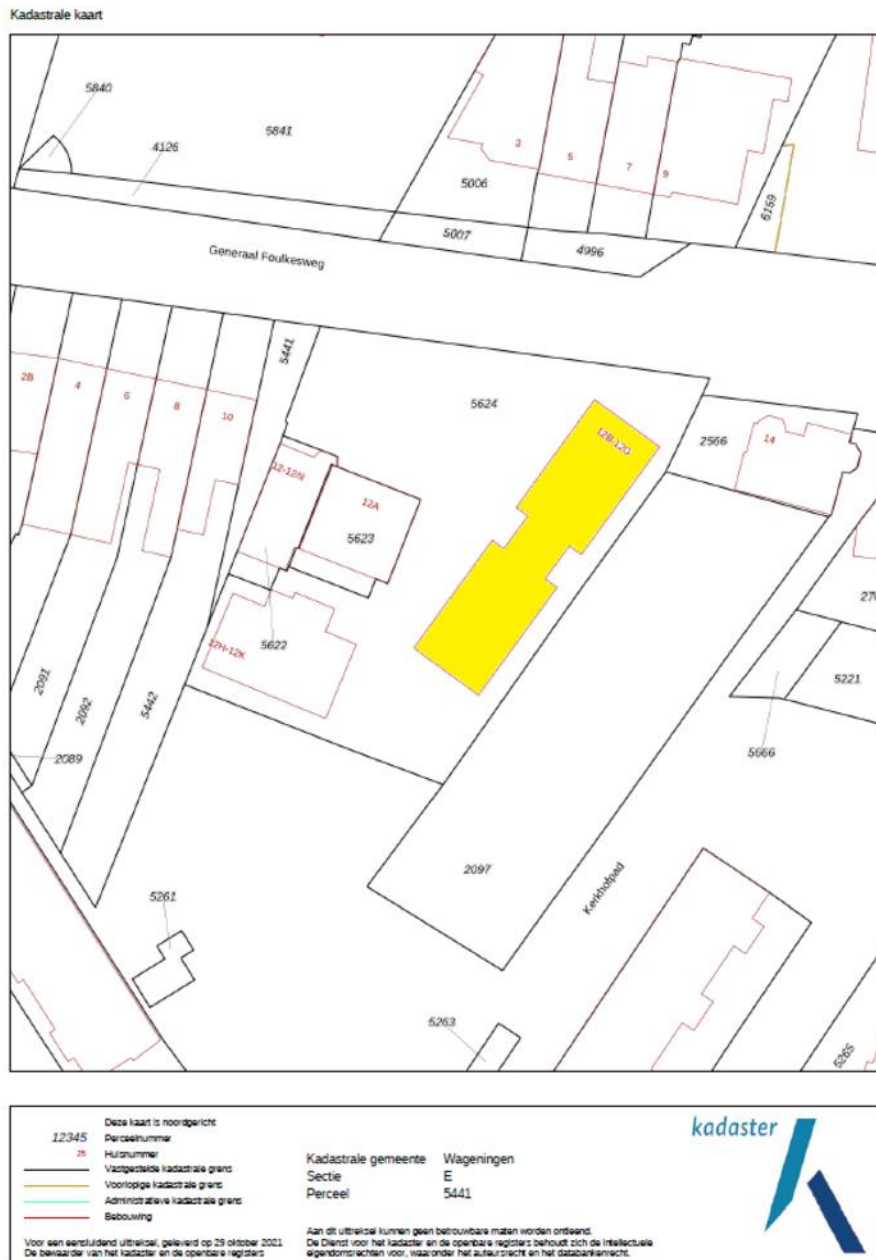 Kadastrale kaart
5840
5841
4126
3
5
7
9
5006
6159
5007
4996
Generaal Foulkesweg
5441
2B
4
6
8
10
5624
12B-12G
2566
14
12-12N
12A
5623
270
12H-12K
5622
5221
2091
2092
5442
5666
2089
2097
Kerkhofpad
5261
5263
5265
Deze kaart is noordgericht
12345 Perceelnummer
25 Huisnummer
Vastgestelde kadastrale grens
Voorlopige kadastrale grens
Administratieve kadastrale grens
Bebouwing
Voor een eensluidend uittreksel, geleverd op 29 oktober 2021
De bewaarder van het kadaster en de openbare registers
Kadastrale gemeente Wageningen
Sectie E
Perceel 5441
Aan dit uittreksel kunnen geen betrouwbare maten worden ontleend.
De Dienst voor het kadaster en de openbare registers behoudt zich de intellectuele
eigendomsrechten voor, waaronder het auteursrecht en het databankenrecht.
kadaster